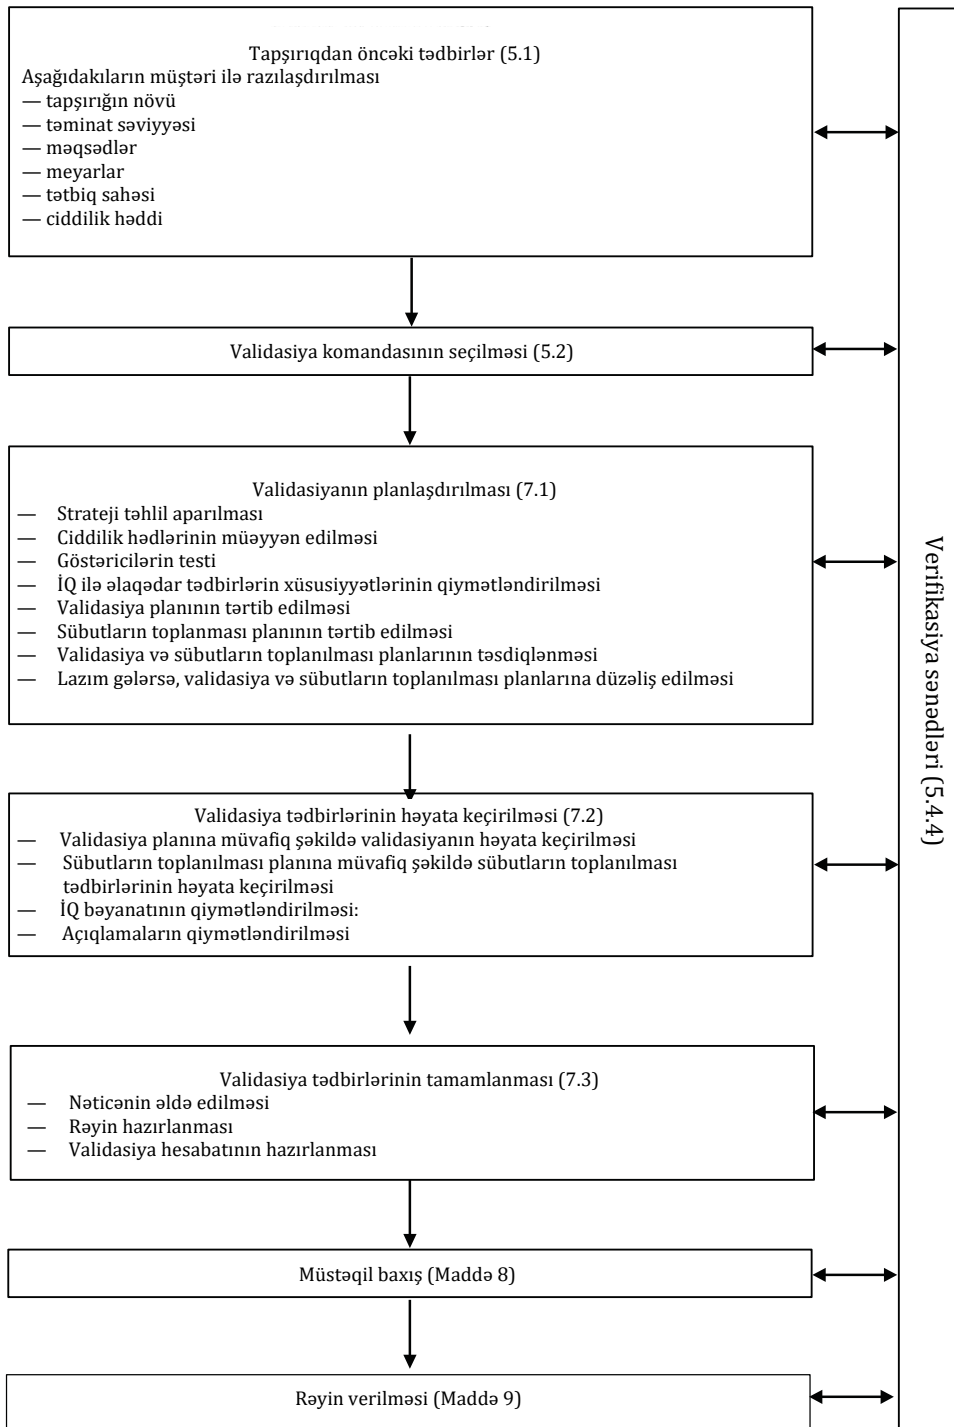 Tapşırıqdan öncəki tədbirlər (5.1)
Aşağıdakıların müştəri ilə razılaşdırılması
— tapşırığın növü
— təminat səviyyəsi
— məqsədlər
— meyarlar
— tətbiq sahəsi
— ciddilik həddi
Validasiya komandasının seçilməsi (5.2)
Validasiyanın planlaşdırılması (7.1)
— Strateji təhlil aparılması
— Ciddilik hədlərinin müəyyən edilməsi
— Göstəricilərin testi
— İQ ilə əlaqədar tədbirlərin xüsusiyyətlərinin qiymətləndirilməsi
— Validasiya planının tərtib edilməsi
— Sübutların toplanması planının tərtib edilməsi
— Validasiya və sübutların toplanılması planlarının təsdiqlənməsi
— Lazım gələrsə, validasiya və sübutların toplanılması planlarına düzəliş edilməsi
Validasiya tədbirlərinin həyata keçirilməsi (7.2)
— Validasiya planına müvafiq şəkildə validasiyanın həyata keçirilməsi
— Sübutların toplanılması planına müvafiq şəkildə sübutların toplanılması
tədbirlərinin həyata keçirilməsi
— İQ bəyanatının qiymətləndirilməsi:
— Açıqlamaların qiymətləndirilməsi
Validasiya tədbirlərinin tamamlanması (7.3)
— Nəticənin əldə edilməsi
— Rəyin hazırlanması
— Validasiya hesabatının hazırlanması
Müstəqil baxış (Maddə 8)
Rəyin verilməsi (Maddə 9)
Verifikasiya sənədləri (5.4.4)